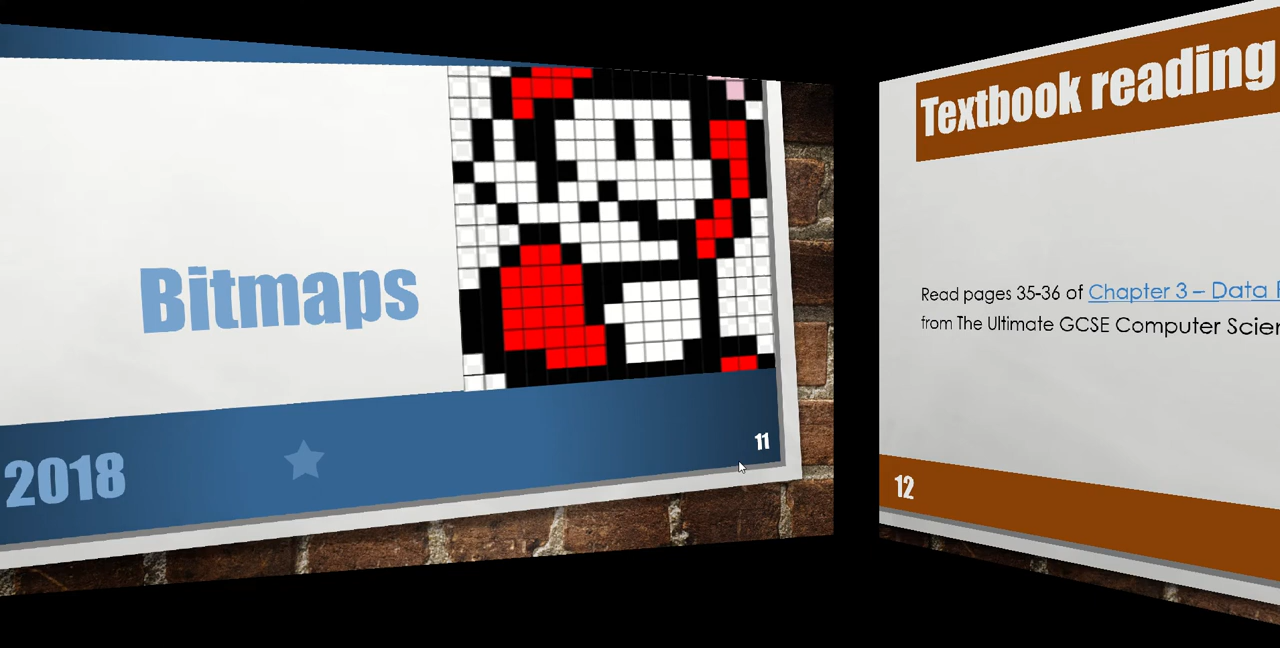 Bitmaps
2018
11
Textbook reading
Read pages 35-36 of Chapter 3 – Data
from The Ultimate GCSE Computer
12